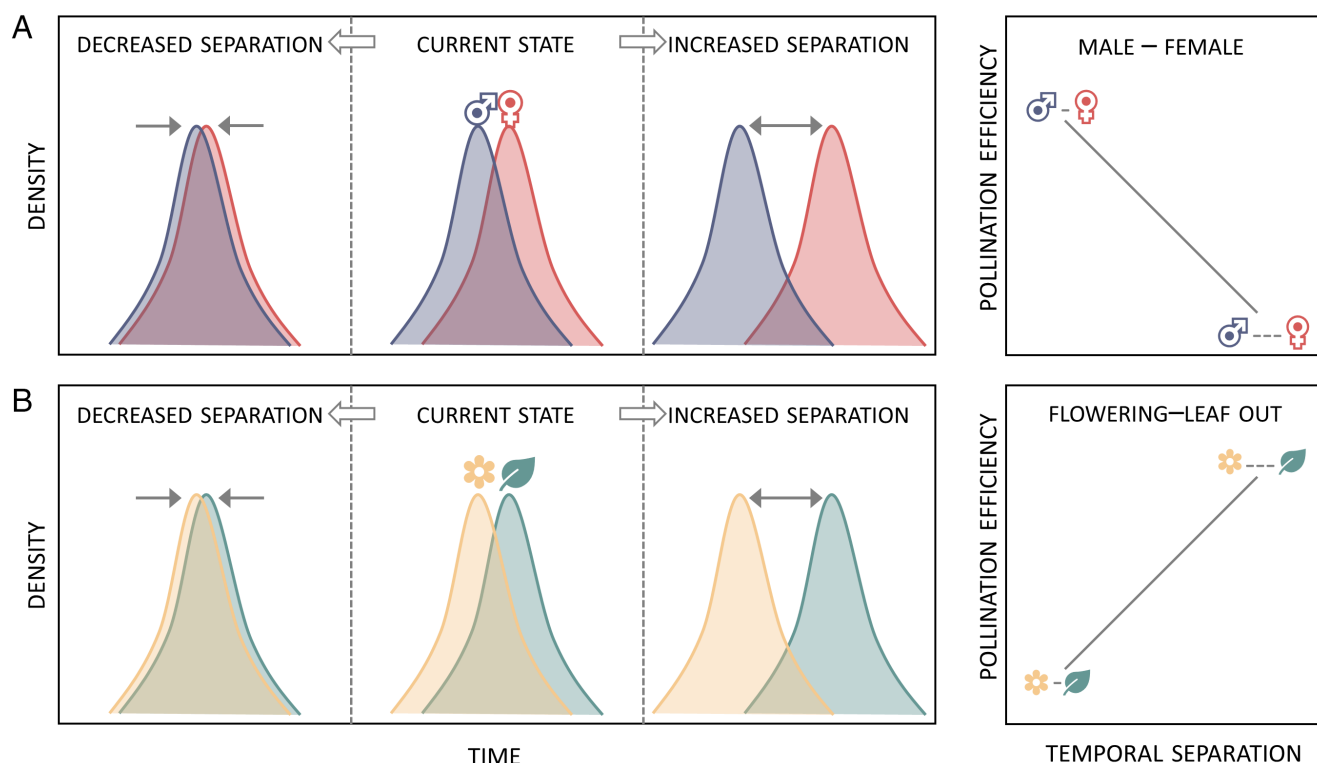 A
DECREASED SEPARATION
CURRENT STATE
INCREASED SEPARATION
DENSITY
MALE – FEMALE
POLLINATION EFFICIENCY
B
DECREASED SEPARATION
CURRENT STATE
INCREASED SEPARATION
DENSITY
TIME
FLOWERING–LEAF OUT
POLLINATION EFFICIENCY
TEMPORAL SEPARATION